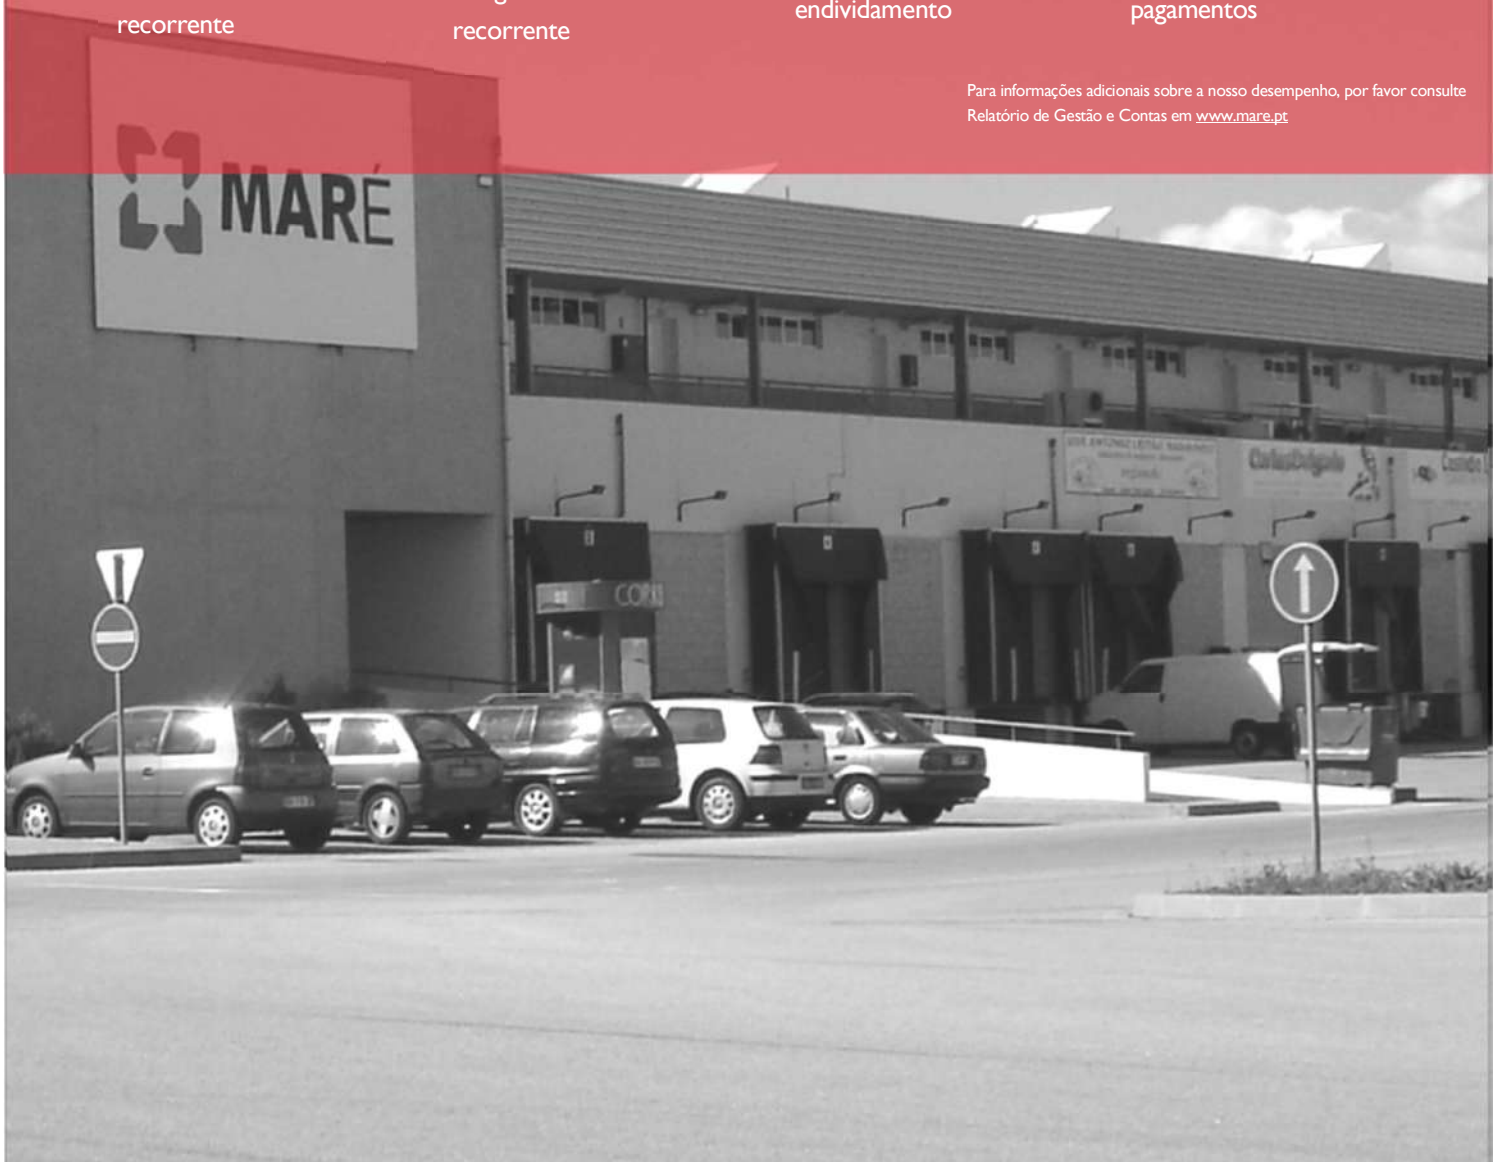 endividamento
pagamentos
recorrente
recorrente
Para informações adicionais sobre a nosso desempenho, por favor consulte
Relatório de Gestão e Contas em www.mare.pt
MARÉ
CarlosDelgado